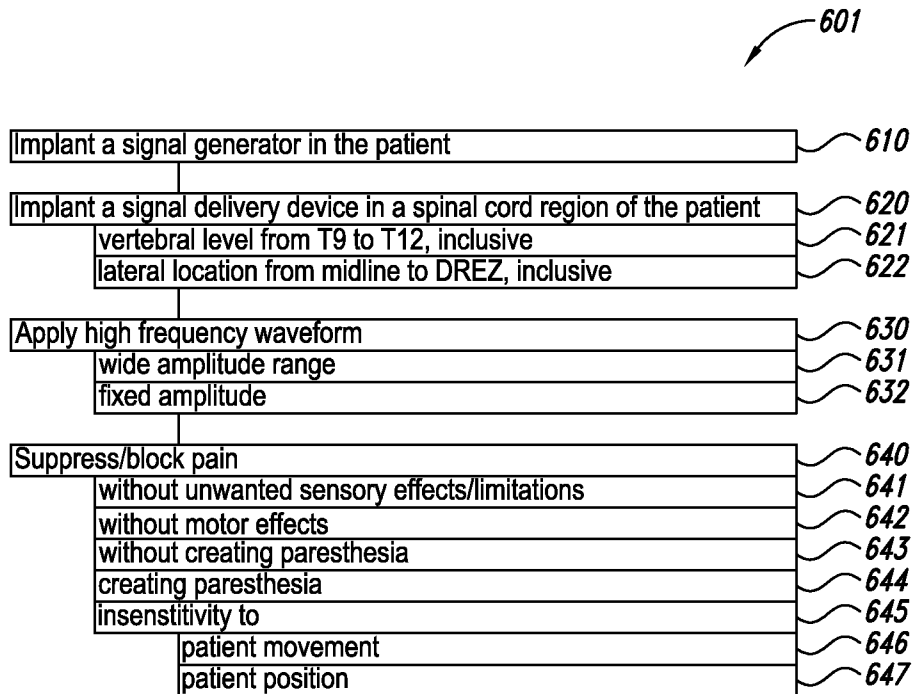 601
Implant a signal generator in the patient 610
Implant a signal delivery device in a spinal cord region of the patient 620
vertebral level from T9 to T12, inclusive 621
lateral location from midline to DREZ, inclusive 622
Apply high frequency waveform 630
wide amplitude range 631
fixed amplitude 632
Suppress/block pain 640
without unwanted sensory effects/limitations 641
without motor effects 642
without creating paresthesia 643
creating paresthesia 644
insenstitivity to 645
patient movement 646
patient position 647